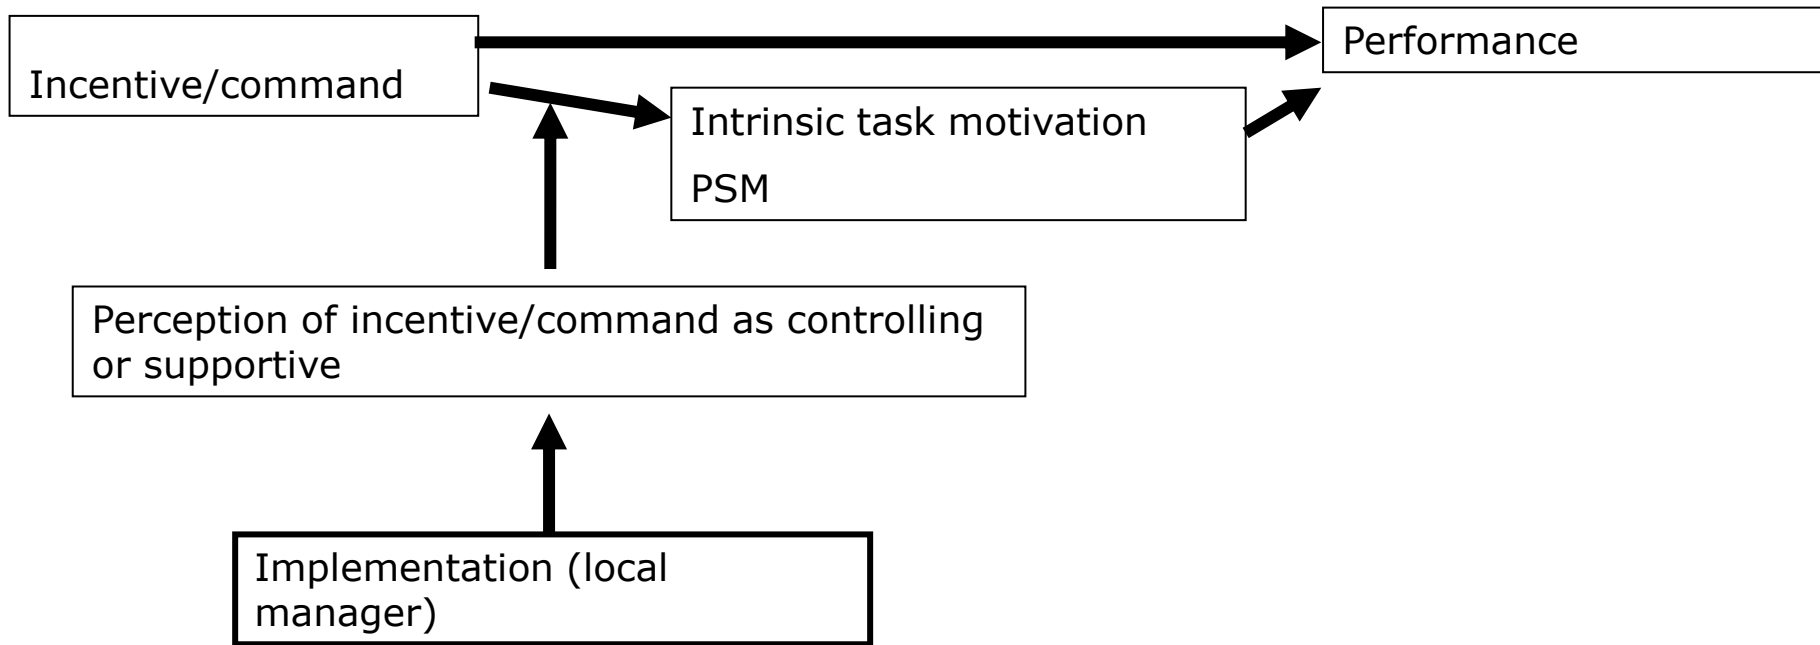 Performance
Incentive/command
Intrinsic task motivation
PSM
Perception of incentive/command as controlling
or supportive
Implementation (local
manager)